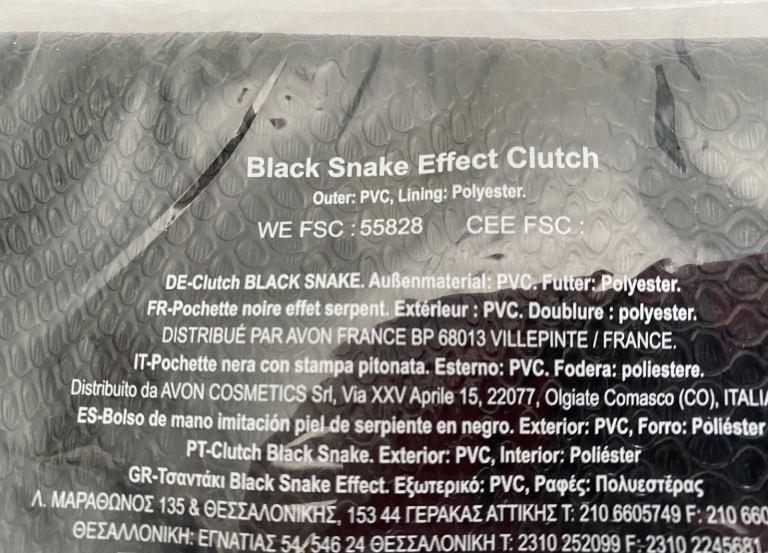 Black Snake Effect Clutch
Outer: PVC, Lining: Polyester.
WE FSC : 55828 CEE FSC :
DE-Clutch BLACK SNAKE. Außenmaterial: PVC. Futter: Polyester.
FR-Pochette noire effet serpent. Extérieur : PVC. Doublure : polyester.
DISTRIBUÉ PAR AVON FRANCE BP 68013 VILLEPINTE / FRANCE.
IT-Pochette nera con stampa pitonata. Esterno: PVC. Fodera: poliestere.
Distribuito da AVON COSMETICS Srl, Via XXV Aprile 15, 22077, Olgiate Comasco (CO), ITALIA
ES-Bolso de mano imitación piel de serpiente en negro. Exterior: PVC, Forro: Poliéster
PT-Clutch Black Snake. Exterior: PVC, Interior: Poliéster
GR-Τσαντάκι Black Snake Effect. Εξωτερικό: PVC, Ραφές: Πολυεστέρας
Λ. ΜΑΡΑΘΩΝΟΣ 135 & ΘΕΣΣΑΛΟΝΙΚΗΣ, 153 44 ΓΕΡΑΚΑΣ ΑΤΤΙΚΗΣ Τ: 210 6605749 F: 210 660
ΘΕΣΣΑΛΟΝΙΚΗ: ΕΓΝΑΤΙΑΣ 54, 546 24 ΘΕΣΣΑΛΟΝΙΚΗ Τ: 2310 252099 F: 2310 2245681